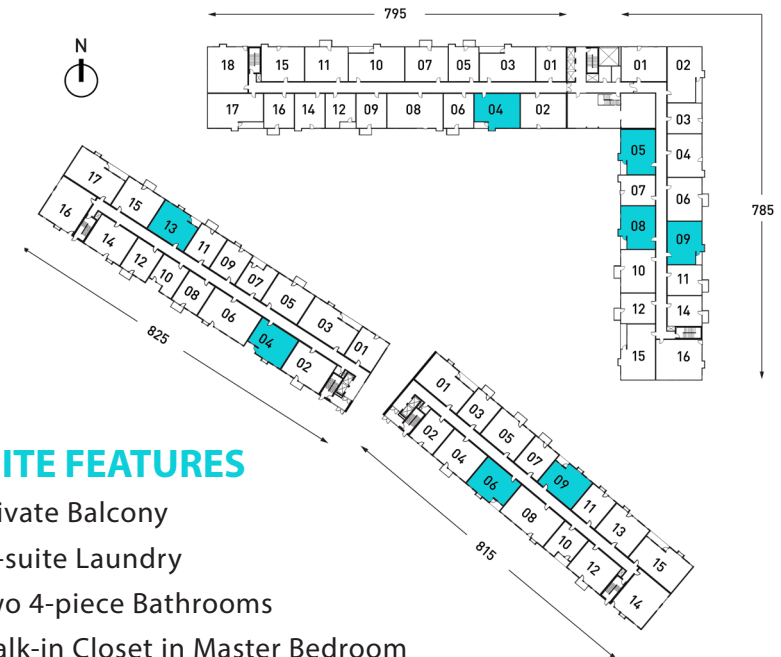 795
N
18 15 11 10 07 05 03 01
17 16 14 12 09 08 06 04 02
01 02
03
05 04
07 06
08 09
10 11
12 14
15 16
785
17 15 13 11 09 07 05 03 01
16 14 12 10 08 06 04 02
825
01 03 05 07 09 11 13 15
02 04 06 08 10 12 14
815
ITE FEATURES
ivate Balcony
-suite Laundry
wo 4-piece Bathrooms
alk-in Closet in Master Bedroom